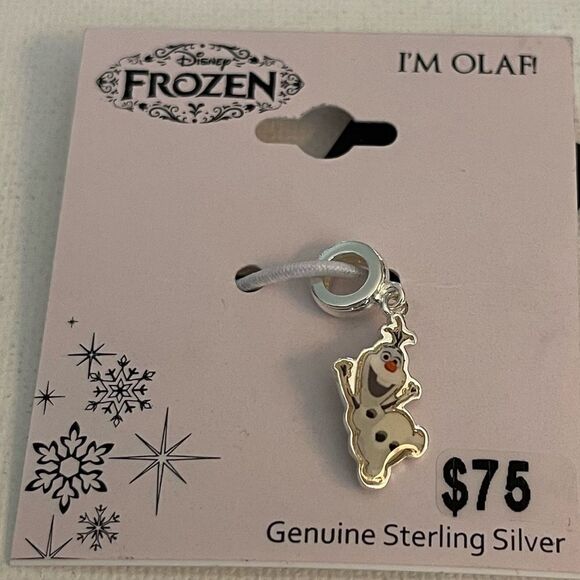 Disney
FROZEN
I'M OLAF!
$75
Genuine Sterling Silver